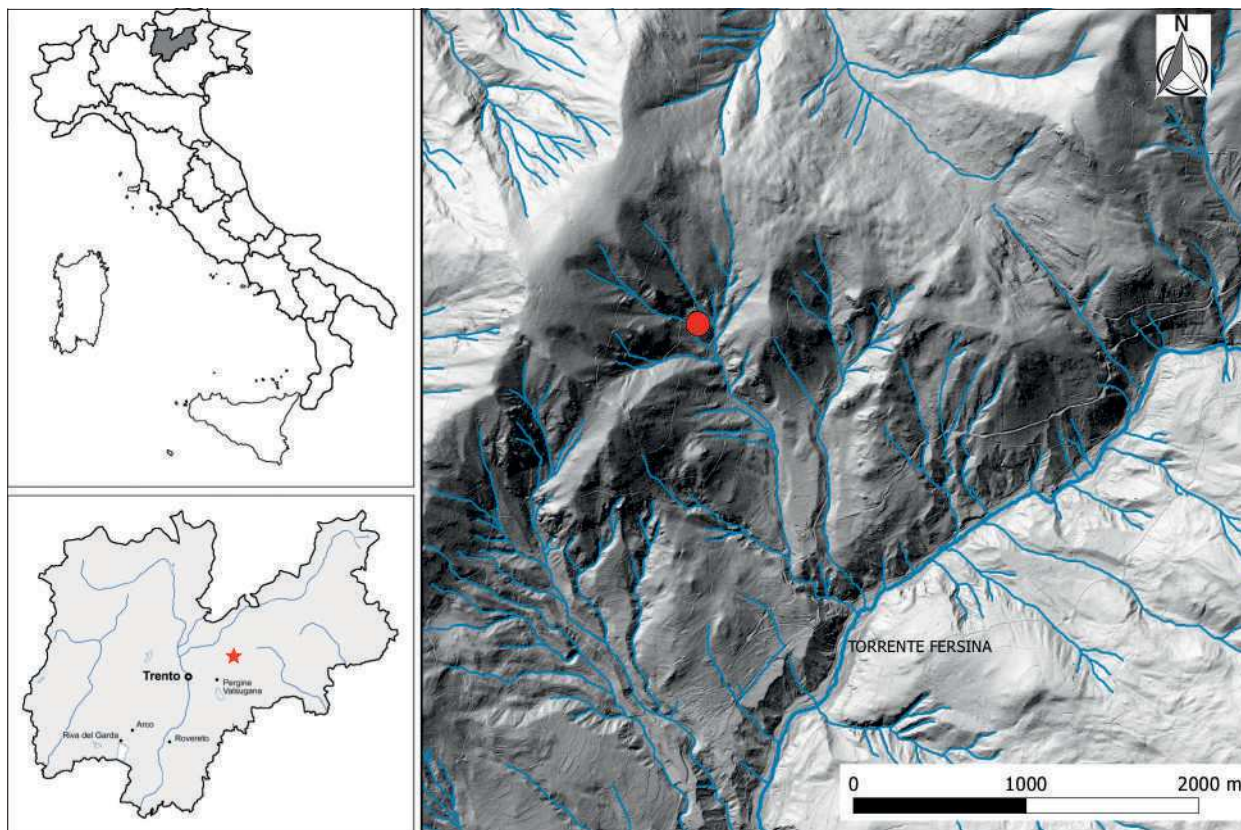 N
TORRENTE FERSINA
0 1000 2000 m
Trento
Pergine
Valsugana
Arco
Riva del Garda
Rovereto